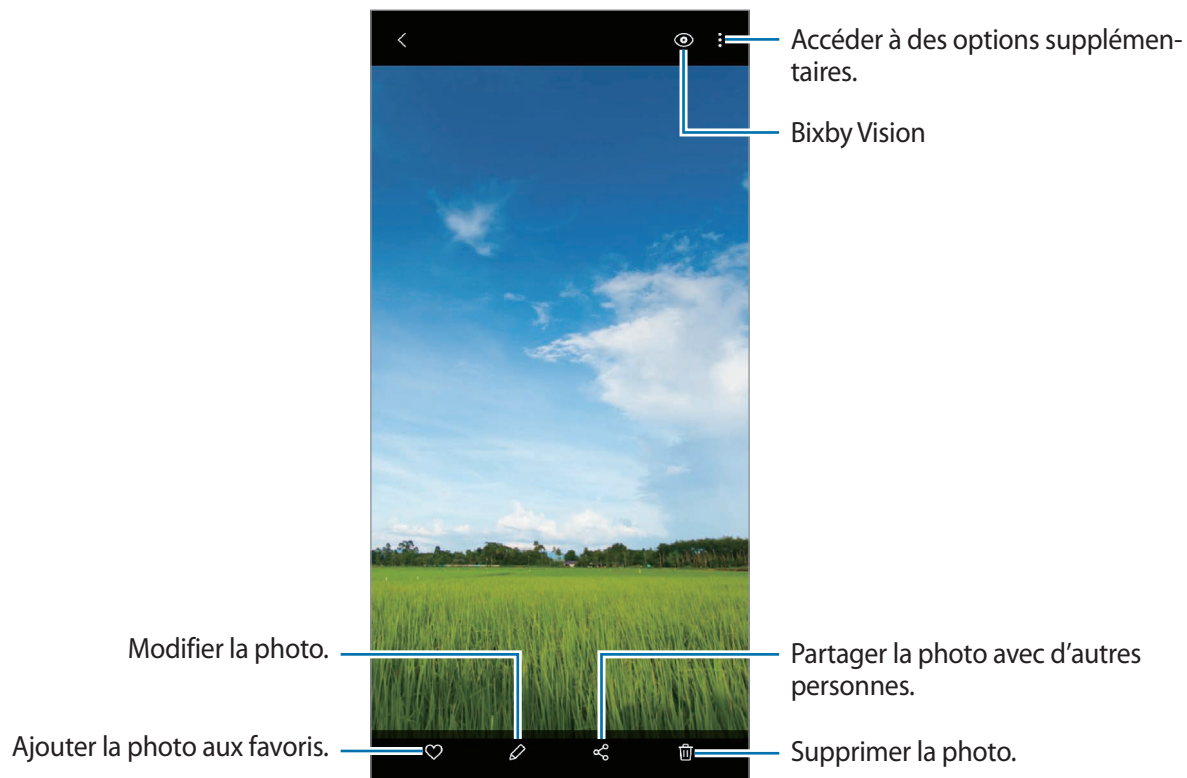 Accéder à des options supplémen-
taires.
Bixby Vision
Modifier la photo.
Partager la photo avec d'autres
personnes.
Ajouter la photo aux favoris.
Supprimer la photo.